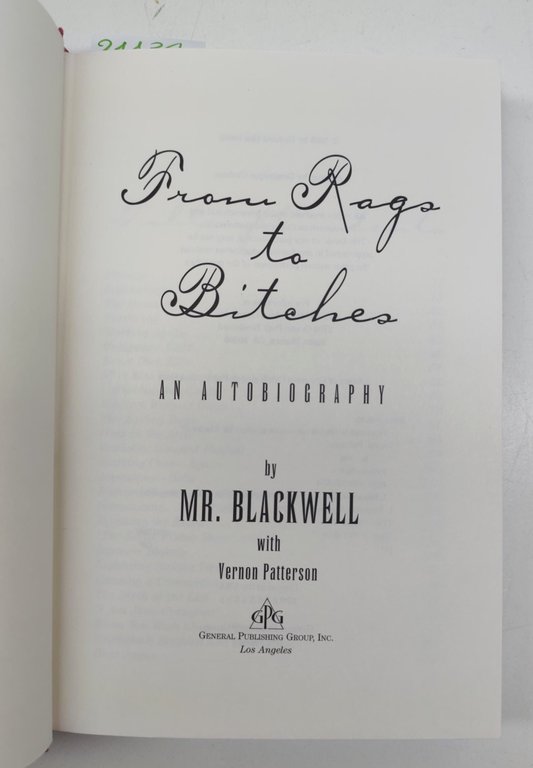 From Rags
to
Bitches
AN AUTOBIOGRAPHY
by
MR. BLACKWELL
with
Vernon Patterson
GPG
GENERAL PUBLISHING GROUP, INC.
Los Angeles